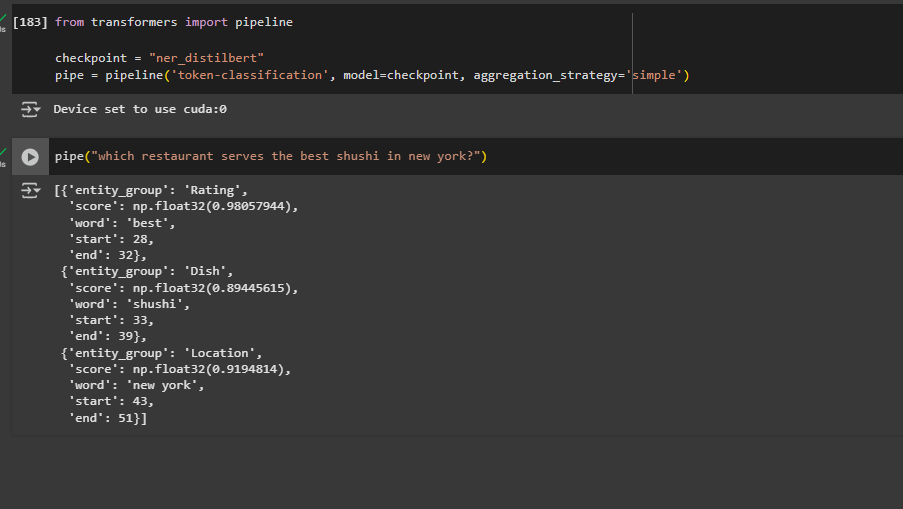 [183] from transformers import pipeline
checkpoint = "ner_distilbert"
pipe = pipeline('token-classification', model=checkpoint, aggregation_strategy='simple')
Device set to use cuda:0
pipe("which restaurant serves the best shushi in new york?")
[{'entity_group': 'Rating',
'score': np.float32(0.98057944),
'word': 'best',
'start': 28,
'end': 32},
{'entity_group': 'Dish',
'score': np.float32(0.89445615),
'word': 'shushi',
'start': 33,
'end': 39},
{'entity_group': 'Location',
'score': np.float32(0.9194814),
'word': 'new york',
'start': 43,
'end': 51}]